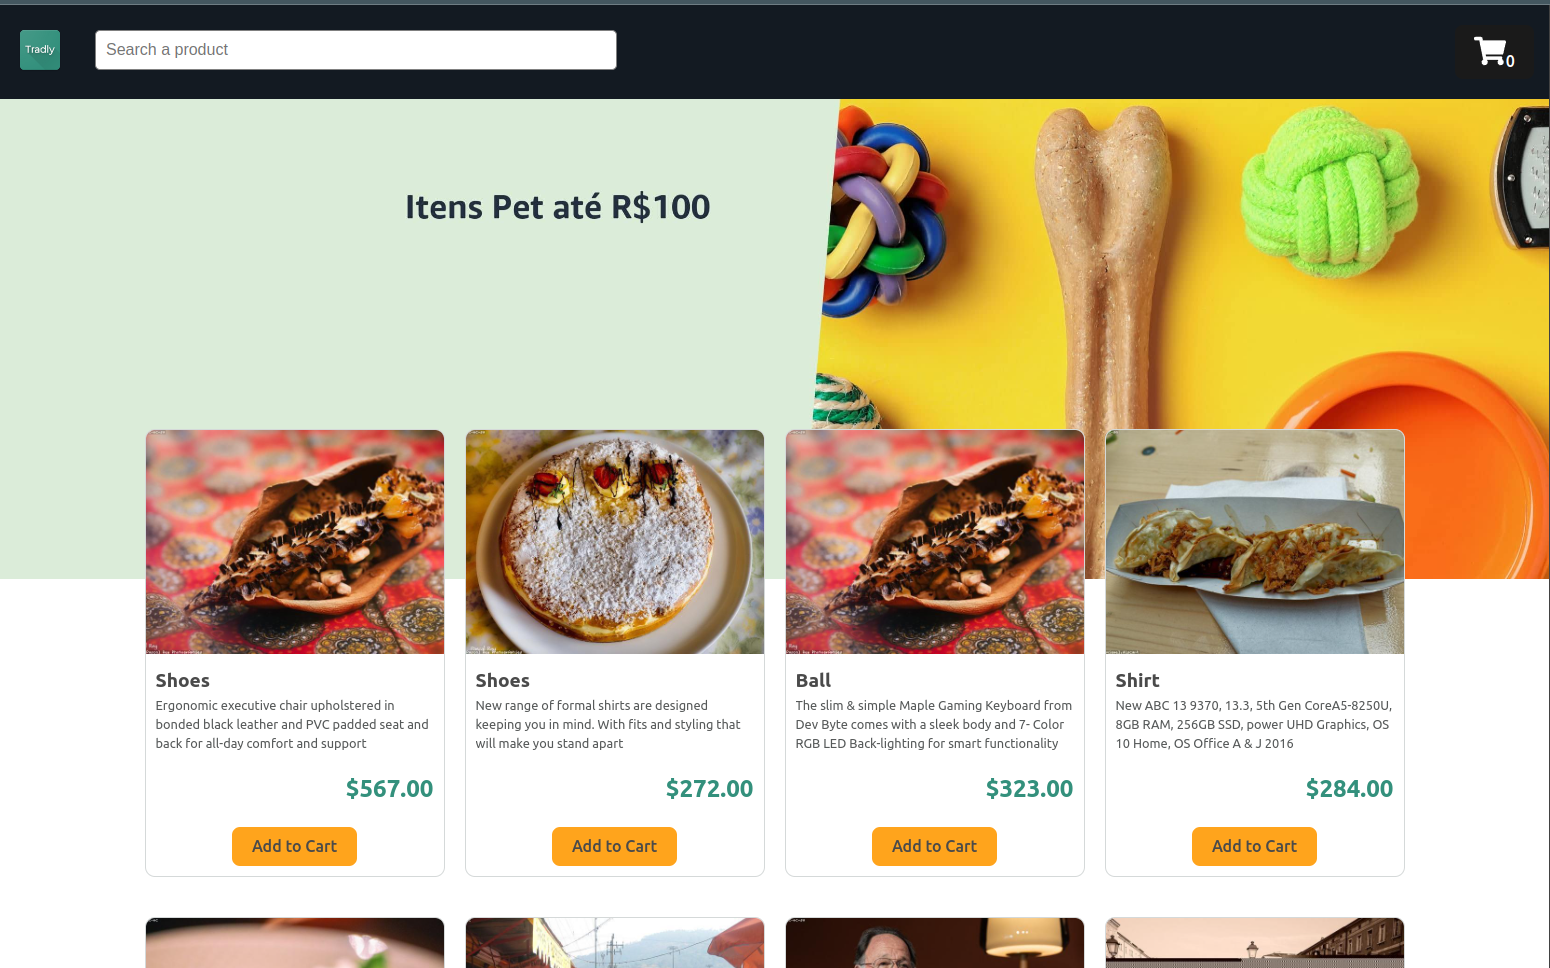 Tradly
Search a product
0
Itens Pet até R$100
Shoes
Ergonomic executive chair upholstered in
bonded black leather and PVC padded seat and
back for all-day comfort and support
$567.00
Add to Cart
Shoes
New range of formal shirts are designed
keeping you in mind. With fits and styling that
will make you stand apart
$272.00
Add to Cart
Ball
The slim & simple Maple Gaming Keyboard from
Dev Byte comes with a sleek body and 7- Color
RGB LED Back-lighting for smart functionality
$323.00
Add to Cart
Shirt
New ABC 13 9370, 13.3, 5th Gen CoreA5-8250U,
8GB RAM, 256GB SSD, power UHD Graphics, OS
10 Home, OS Office A & J 2016
$284.00
Add to Cart